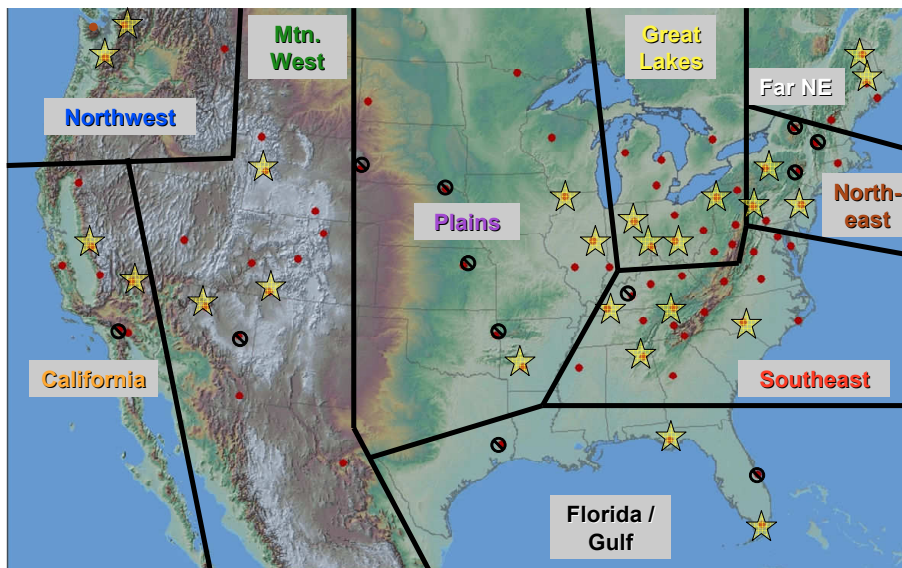 Mtn.
West
Great
Lakes
Far NE
Northwest
North-
east
Plains
California
Southeast
Florida /
Gulf